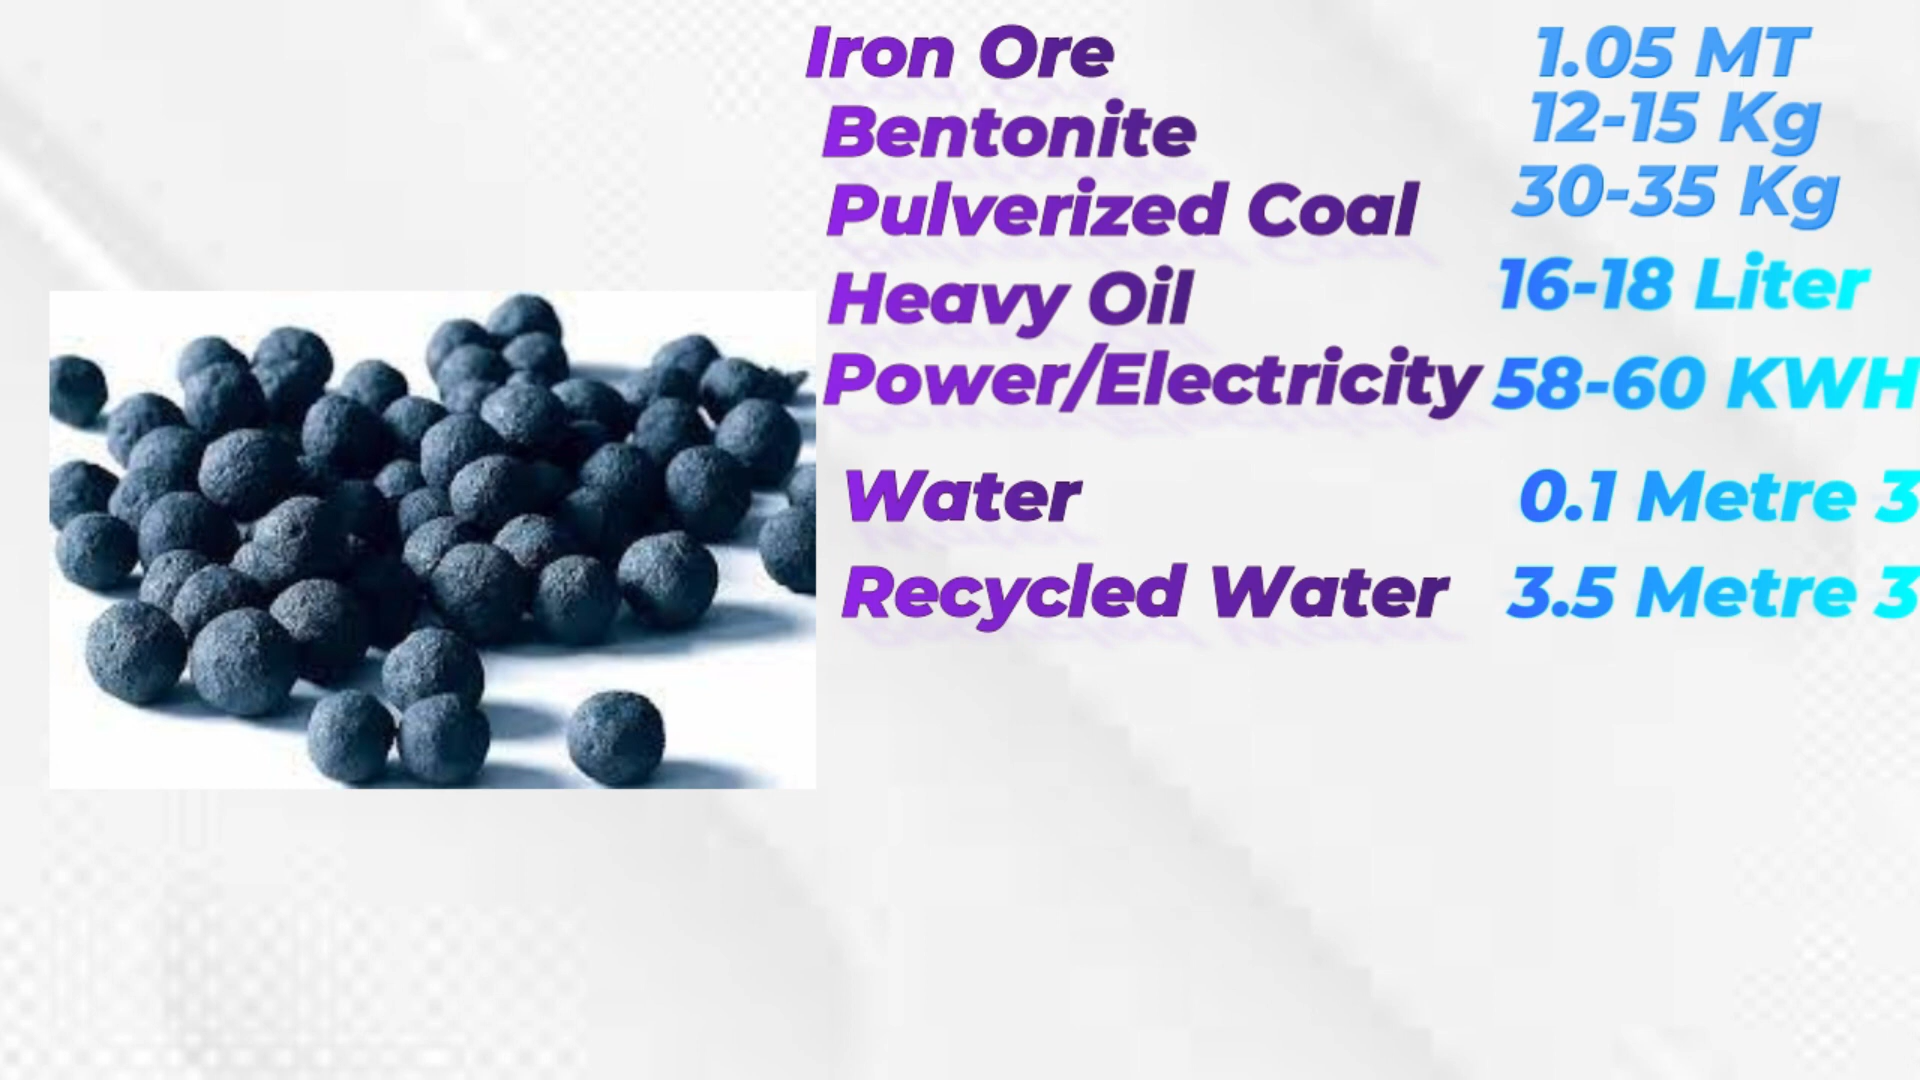 Iron Ore 1.05 MT
Bentonite 12-15 Kg
Pulverized Coal 30-35 Kg
Heavy Oil 16-18 Liter
Power/Electricity 58-60 KWH
Water 0.1 Metre 3
Recycled Water 3.5 Metre 3